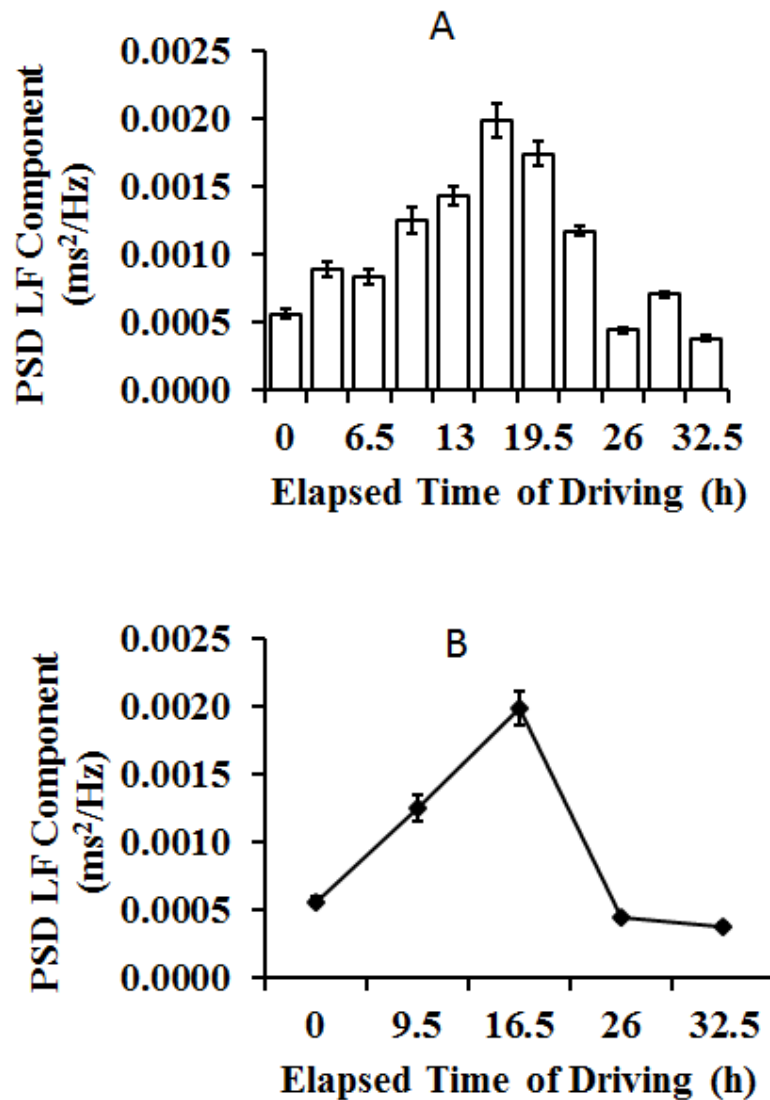 A
0.0025
0.0020
0.0015
0.0010
0.0005
0.0000
PSD LF Component
(ms²/Hz)
0 6.5 13 19.5 26 32.5
Elapsed Time of Driving (h)
B
0.0025
0.0020
0.0015
0.0010
0.0005
0.0000
PSD LF Component
(ms²/Hz)
0 9.5 16.5 26 32.5
Elapsed Time of Driving (h)